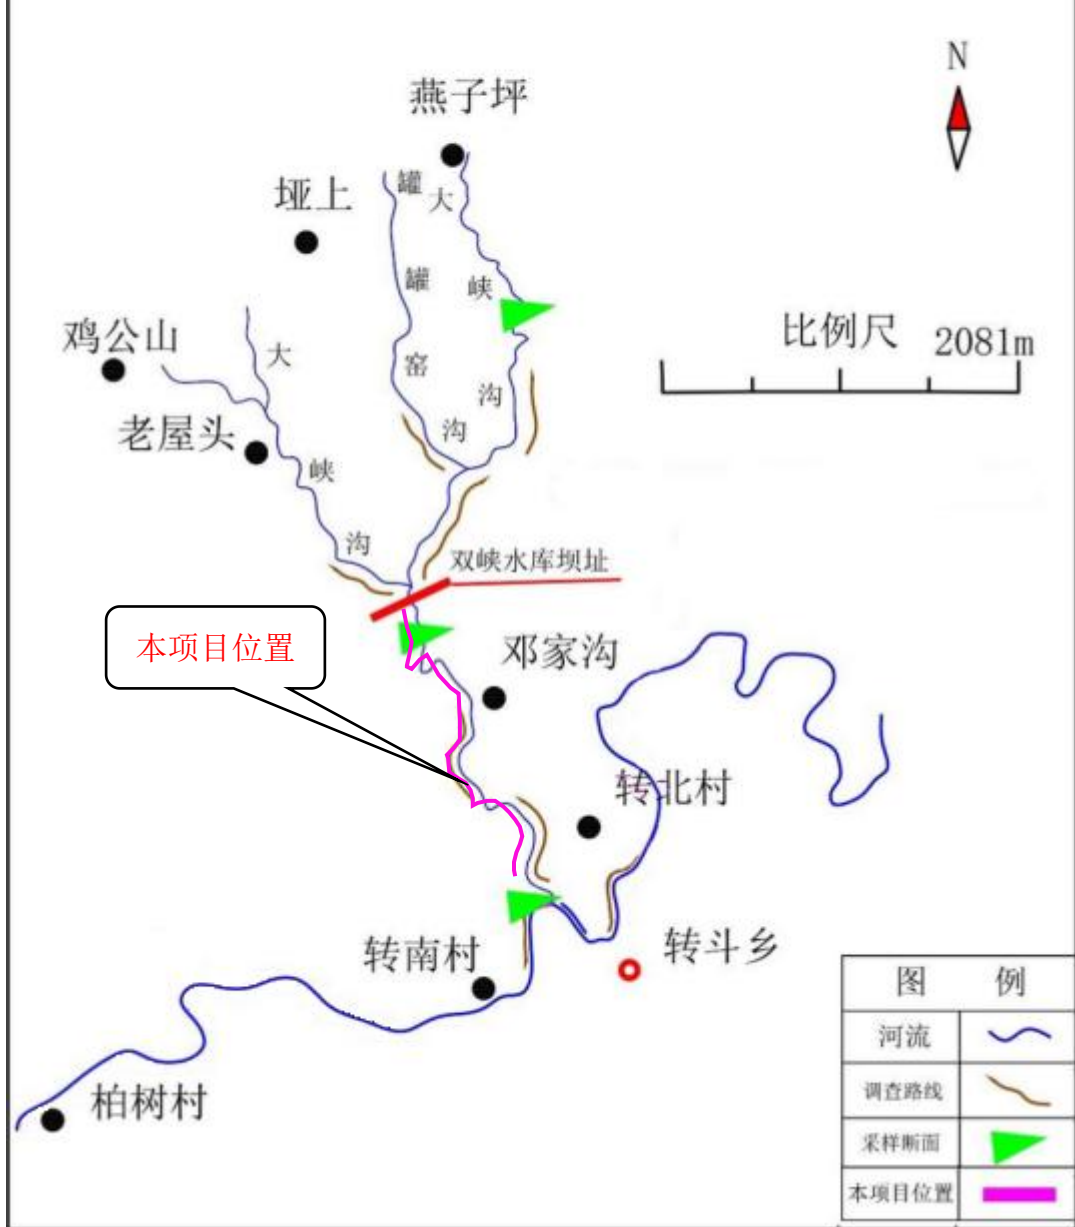 N
燕子坪
垭上
罐
大
罐
峡
鸡公山
大
窑
比例尺 2081m
沟
老屋头
沟
峡
沟
双峡水库坝址
本项目位置
邓家沟
转北村
转南村
转斗乡
柏树村
图 例
河流
调查路线
采样断面
本项目位置